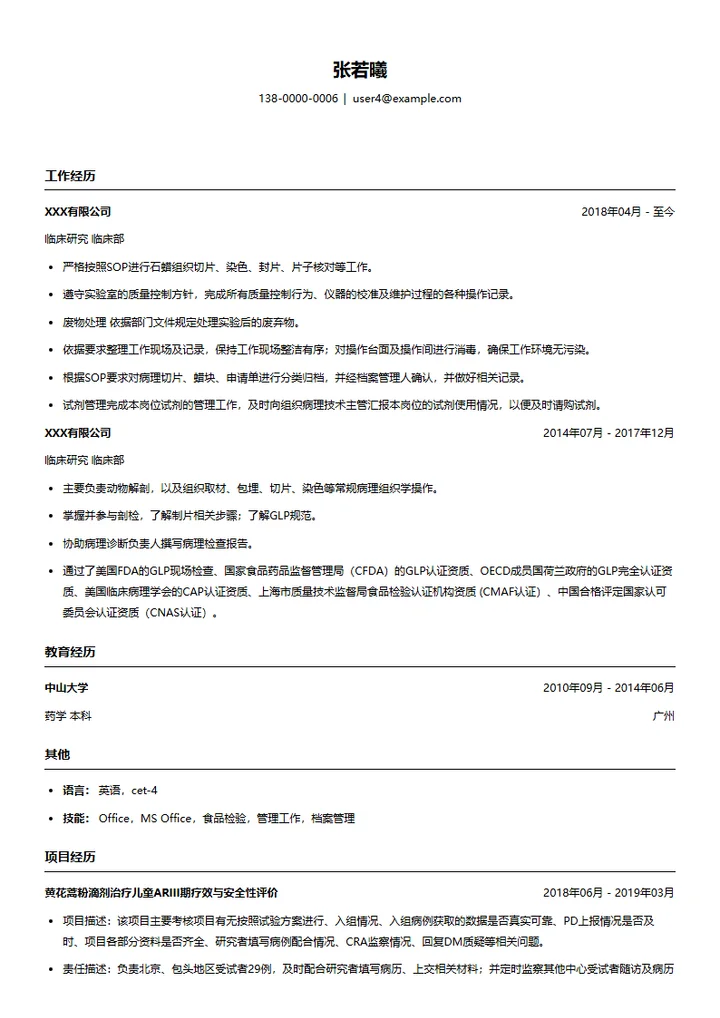 张若曦
138-0000-0006 | user4@example.com
工作经历
XXX有限公司 2018年04月 - 至今
临床研究 临床部
• 严格按照SOP进行石蜡组织切片、染色、封片、片子核对等工作。
• 遵守实验室的质量控制方针，完成所有质量控制行为、仪器的校准及维护过程的各种操作记录。
• 废物处理 依据部门文件规定处理实验后的废弃物。
• 依据要求整理工作现场及记录，保持工作现场整洁有序；对操作台面及操作间进行消毒，确保工作环境无污染。
• 根据SOP要求对病理切片、蜡块、申请单进行分类归档，并经档案管理人确认，并做好相关记录。
• 试剂管理完成本岗位试剂的管理工作，及时向组织病理技术主管汇报本岗位的试剂使用情况，以便及时请购试剂。
XXX有限公司 2014年07月 - 2017年12月
临床研究 临床部
• 主要负责动物解剖，以及组织取材、包埋、切片、染色等常规病理组织学操作。
• 掌握并参与剖检，了解制片相关步骤；了解GLP规范。
• 协助病理诊断负责人撰写病理检查报告。
• 通过了美国FDA的GLP现场检查、国家食品药品监督管理局（CFDA）的GLP认证资质、OECD成员国荷兰政府的GLP完全认证资
质、美国临床病理学会的CAP认证资质、上海市质量技术监督局食品检验认证机构资质 (CMAF认证）、中国合格评定国家认可
委员会认证资质（CNAS认证）。
教育经历
中山大学 2010年09月 - 2014年06月
药学 本科 广州
其他
• 语言： 英语，cet-4
• 技能： Office，MS Office，食品检验，管理工作，档案管理
项目经历
黄花蒿粉滴剂治疗儿童ARIII期疗效与安全性评价 2018年06月 - 2019年03月
• 项目描述：该项目主要考核项目有无按照试验方案进行、入组情况、入组病例获取的数据是否真实可靠、PD上报情况是否及
时、项目各部分资料是否齐全、研究者填写病例配合情况、CRA监察情况、回复DM质疑等相关问题。
• 责任描述：负责北京、包头地区受试者29例，及时配合研究者填写病历、上交相关材料；并定时监察其他中心受试者随访及病历